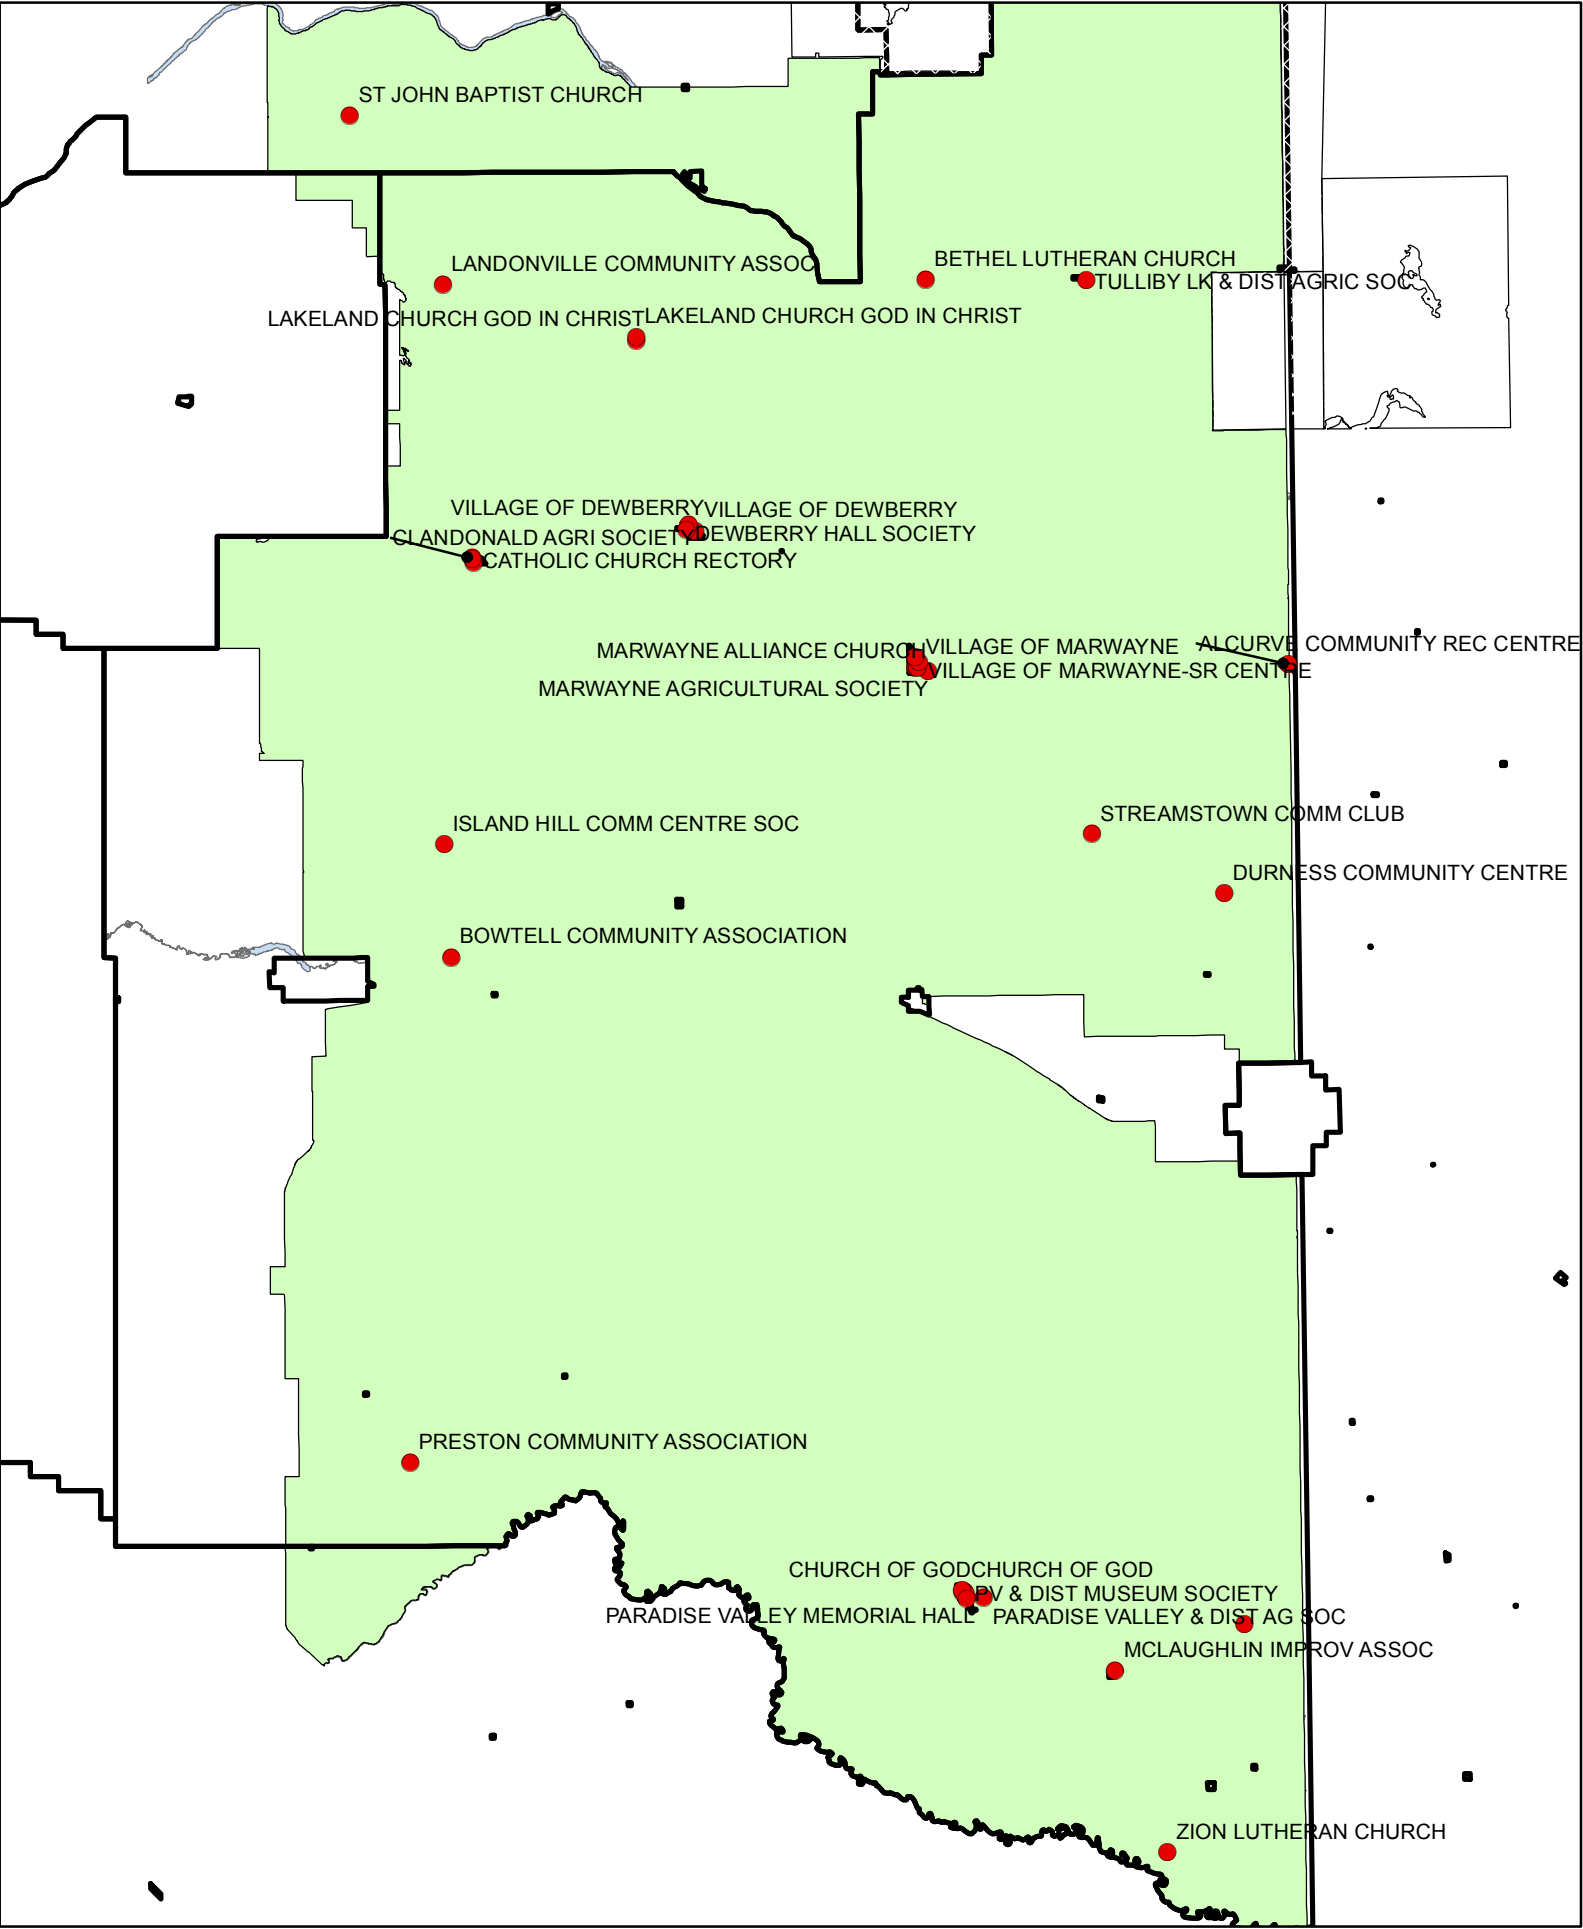 ST JOHN BAPTIST CHURCH
BETHEL LUTHERAN CHURCH
LANDONVILLE COMMUNITY ASSOC
TULLIBY LK & DIST AGRIC SOC
LAKELAND CHURCH GOD IN CHRIST
LAKELAND CHURCH GOD IN CHRIST
VILLAGE OF DEWBERRY
VILLAGE OF DEWBERRY
CLANDONALD AGRI SOCIETY
DEWBERRY HALL SOCIETY
CATHOLIC CHURCH RECTORY
MARWAYNE ALLIANCE CHURCH
VILLAGE OF MARWAYNE
ALCURVE COMMUNITY REC CENTRE
VILLAGE OF MARWAYNE-SR CENTRE
MARWAYNE AGRICULTURAL SOCIETY
STREAMSTOWN COMM CLUB
ISLAND HILL COMM CENTRE SOC
DURNESS COMMUNITY CENTRE
BOWTELL COMMUNITY ASSOCIATION
PRESTON COMMUNITY ASSOCIATION
CHURCH OF GOD
CHURCH OF GOD
PV & DIST MUSEUM SOCIETY
PARADISE VALLEY MEMORIAL HALL
PARADISE VALLEY & DIST AG SOC
MCLAUGHLIN IMPROV ASSOC
ZION LUTHERAN CHURCH